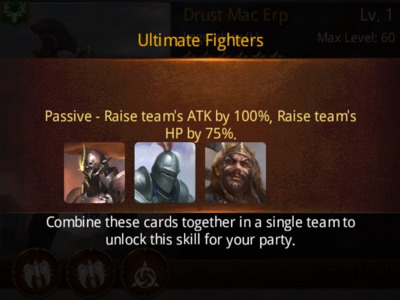 Drust Mac Erp
Lv. 1
Ultimate Fighters
Max Level: 60
Passive - Raise team's ATK by 100%, Raise team's
HP by 75%.
Combine these cards together in a single team to
unlock this skill for your party.